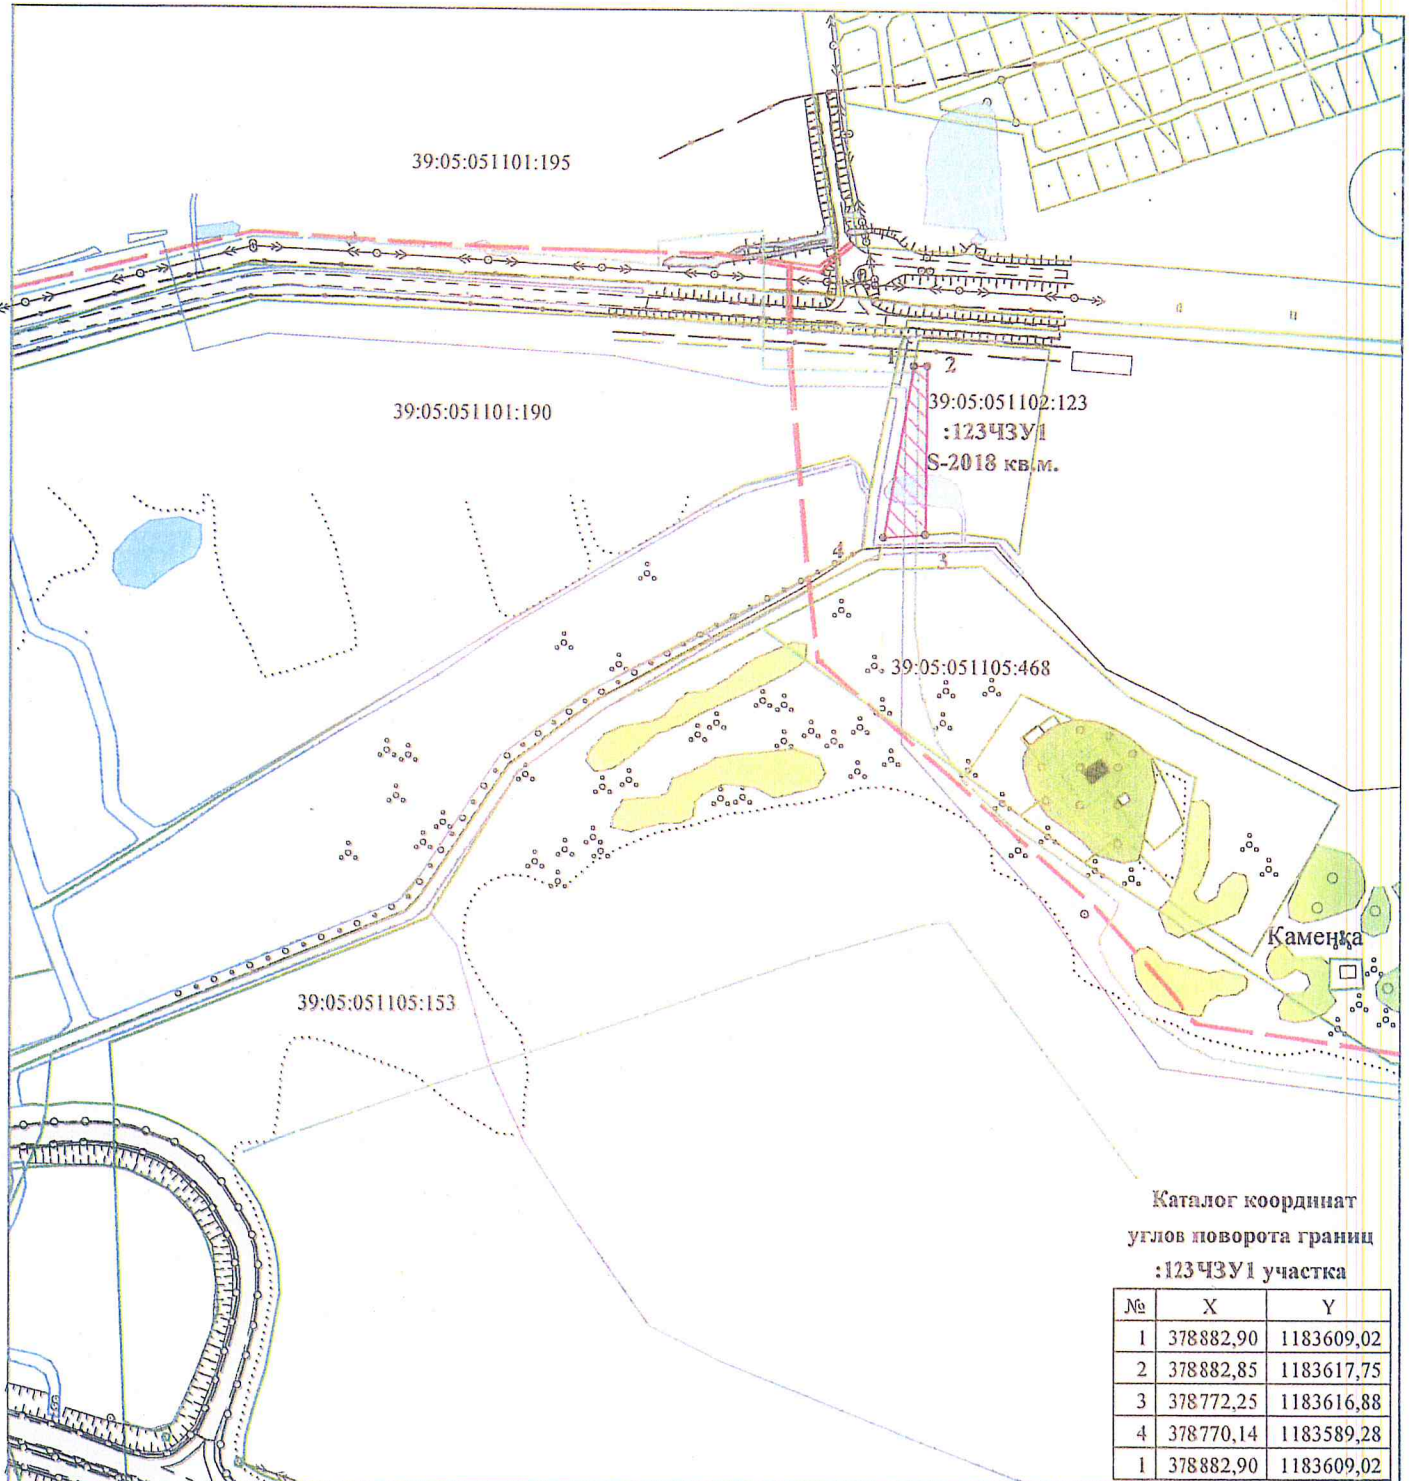 39:05:051101:195
1
2
39:05:051102:123
:123ЧЗУ1
S-2018 кв.м.
39:05:051101:190
4
3
39:05:051105:468
Каменка
39:05:051105:153
Каталог координат
углов поворота границ
:123ЧЗУ1 участка
№ X Y
1 378882,90 1183609,02
2 378882,85 1183617,75
3 378772,25 1183616,88
4 378770,14 1183589,28
1 378882,90 1183609,02